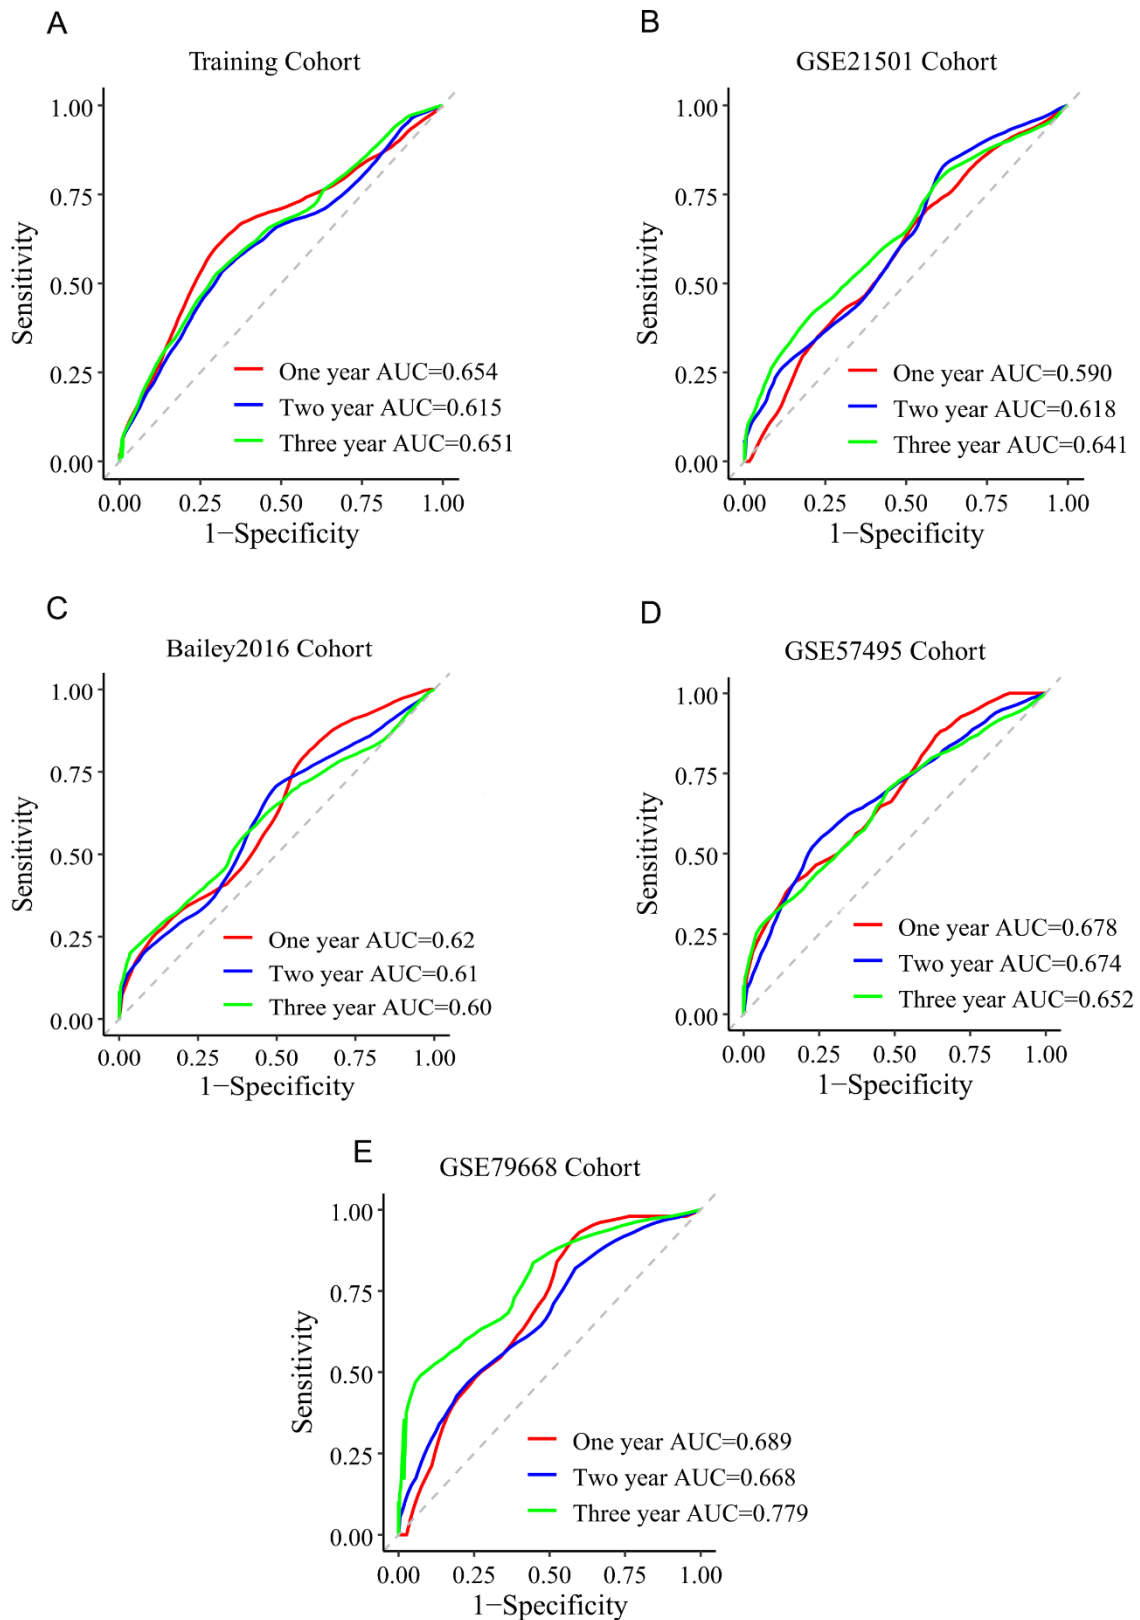 A
Training Cohort
1.00
0.75
0.50
0.25
0.00
Sensitivity
One year AUC=0.654
Two year AUC=0.615
Three year AUC=0.651
0.00 0.25 0.50 0.75 1.00
1−Specificity
B
GSE21501 Cohort
1.00
0.75
0.50
0.25
0.00
Sensitivity
One year AUC=0.590
Two year AUC=0.618
Three year AUC=0.641
0.00 0.25 0.50 0.75 1.00
1−Specificity
C
Bailey2016 Cohort
1.00
0.75
0.50
0.25
0.00
Sensitivity
One year AUC=0.62
Two year AUC=0.61
Three year AUC=0.60
0.00 0.25 0.50 0.75 1.00
1−Specificity
D
GSE57495 Cohort
1.00
0.75
0.50
0.25
0.00
Sensitivity
One year AUC=0.678
Two year AUC=0.674
Three year AUC=0.652
0.00 0.25 0.50 0.75 1.00
1−Specificity
E
GSE79668 Cohort
1.00
0.75
0.50
0.25
0.00
Sensitivity
One year AUC=0.689
Two year AUC=0.668
Three year AUC=0.779
0.00 0.25 0.50 0.75 1.00
1−Specificity